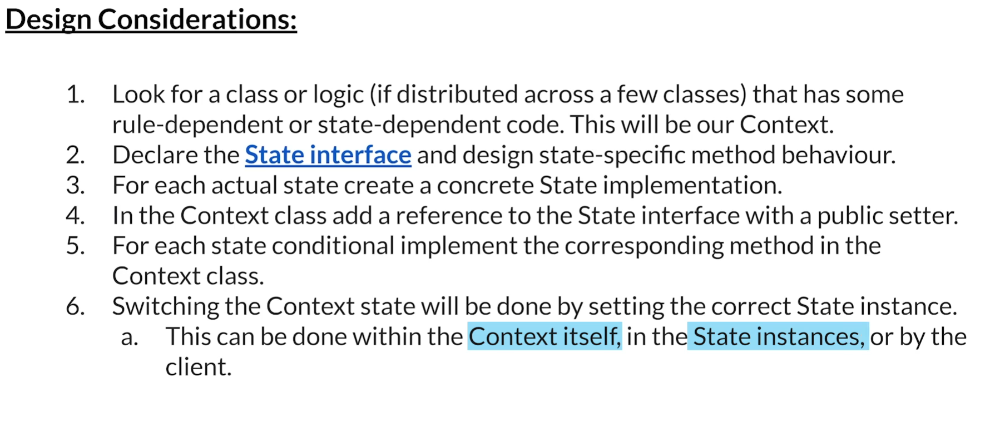 Design Considerations:
1. Look for a class or logic (if distributed across a few classes) that has some
rule-dependent or state-dependent code. This will be our Context.
2. Declare the State interface and design state-specific method behaviour.
3. For each actual state create a concrete State implementation.
4. In the Context class add a reference to the State interface with a public setter.
5. For each state conditional implement the corresponding method in the
Context class.
6. Switching the Context state will be done by setting the correct State instance.
a. This can be done within the Context itself, in the State instances, or by the
client.